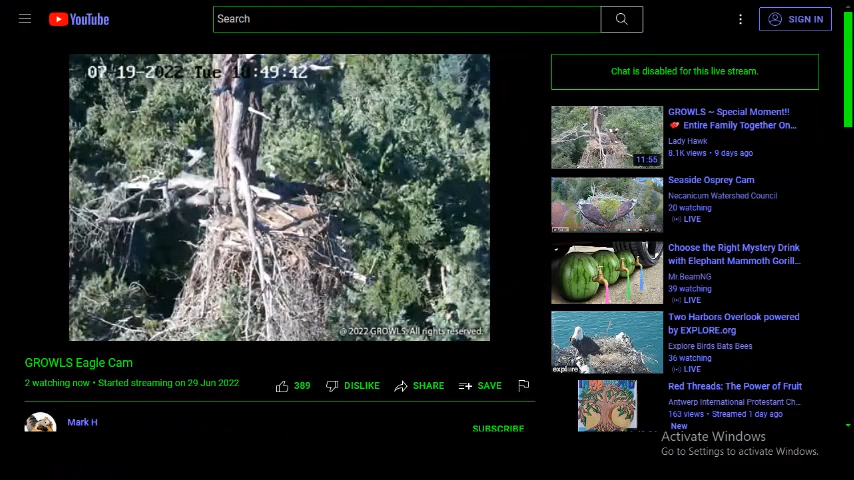 YouTube
Search
SIGN IN
07-19-2022 Tue 10:49:42
@ 2022 GROWLS. All rights reserved.
GROWLS Eagle Cam
2 watching now • Started streaming on 29 Jun 2022
389
DISLIKE
SHARE
SAVE
Mark H
SUBSCRIBE
Chat is disabled for this live stream.
GROWLS ~ Special Moment!!
Entire Family Together On...
Lady Hawk
8.1K views • 9 days ago
11:55
Seaside Osprey Cam
Necanicum Watershed Council
20 watching
LIVE
Choose the Right Mystery Drink
with Elephant Mammoth Gorill...
Mr.BeamNG
39 watching
LIVE
Two Harbors Overlook powered
by EXPLORE.org
Explore Birds Bats Bees
36 watching
LIVE
explore
Red Threads: The Power of Fruit
Antwerp International Protestant Ch...
163 views • Streamed 1 day ago
New
Activate Windows
Go to Settings to activate Windows.